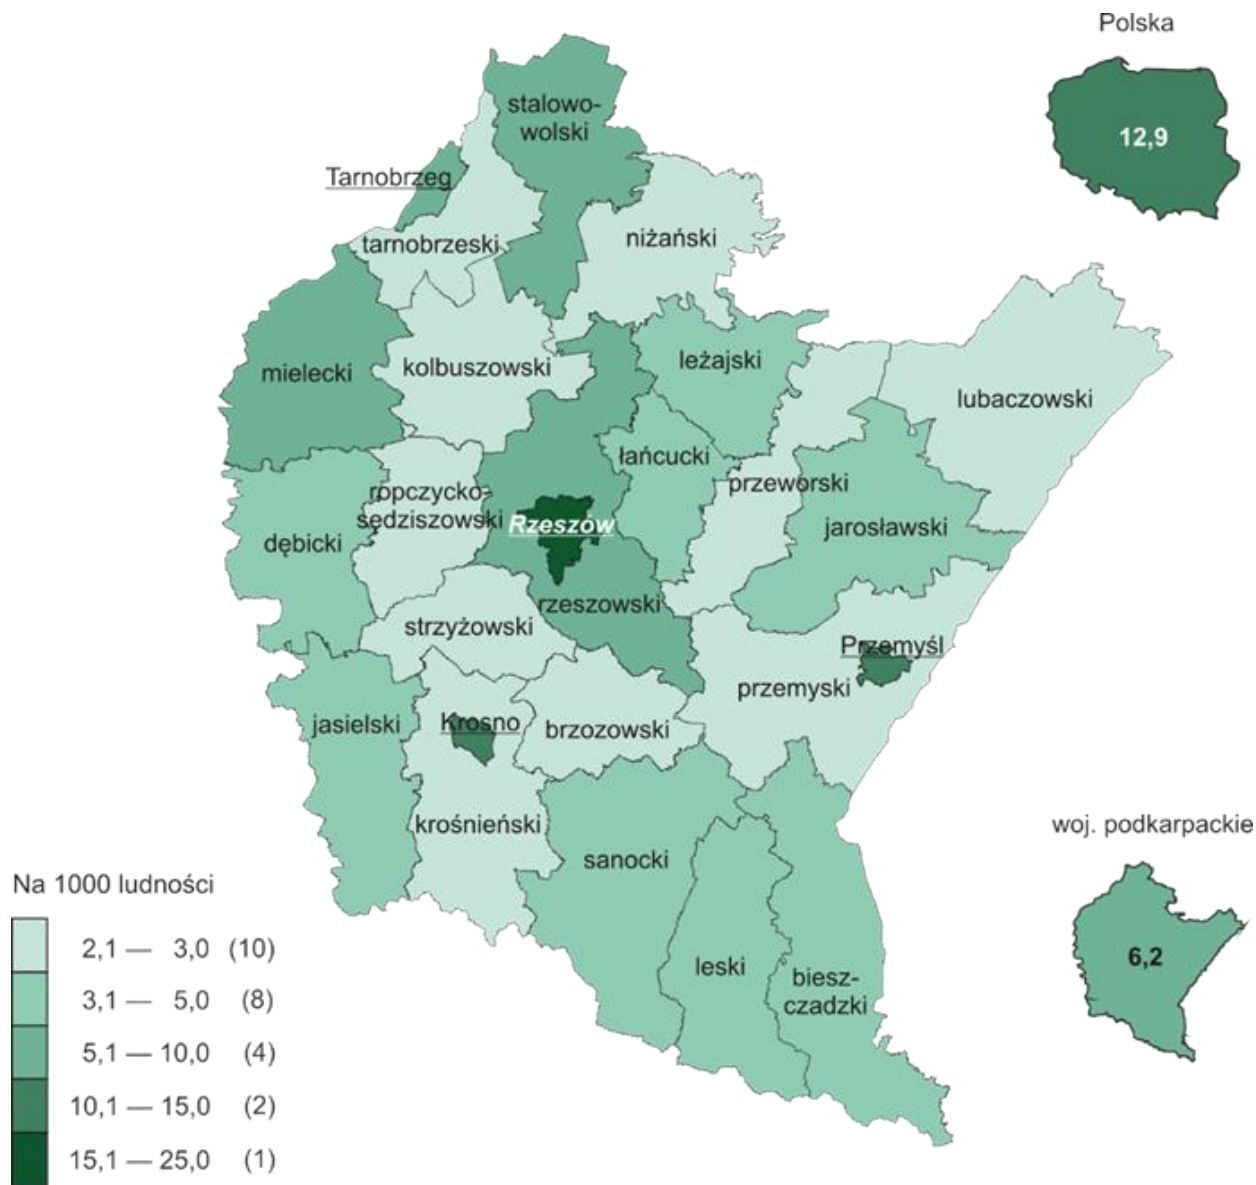 Polska
12,9
stalowo-
wolski
Tarnobrzeg
tarnobrzeski
niżański
mielecki
kolbuszowski
leżajski
lubaczowski
łańcucki
przeworski
ropczycko-
sędziszowski
Rzeszów
jarosławski
dębicki
rzeszowski
strzyżowski
Przemyśl
przemyski
jasielski
Krosno
brzozowski
krośnieński
sanocki
leski
biesz-
czadzki
woj. podkarpackie
6,2
Na 1000 ludności
2,1 — 3,0 (10)
3,1 — 5,0 (8)
5,1 — 10,0 (4)
10,1 — 15,0 (2)
15,1 — 25,0 (1)